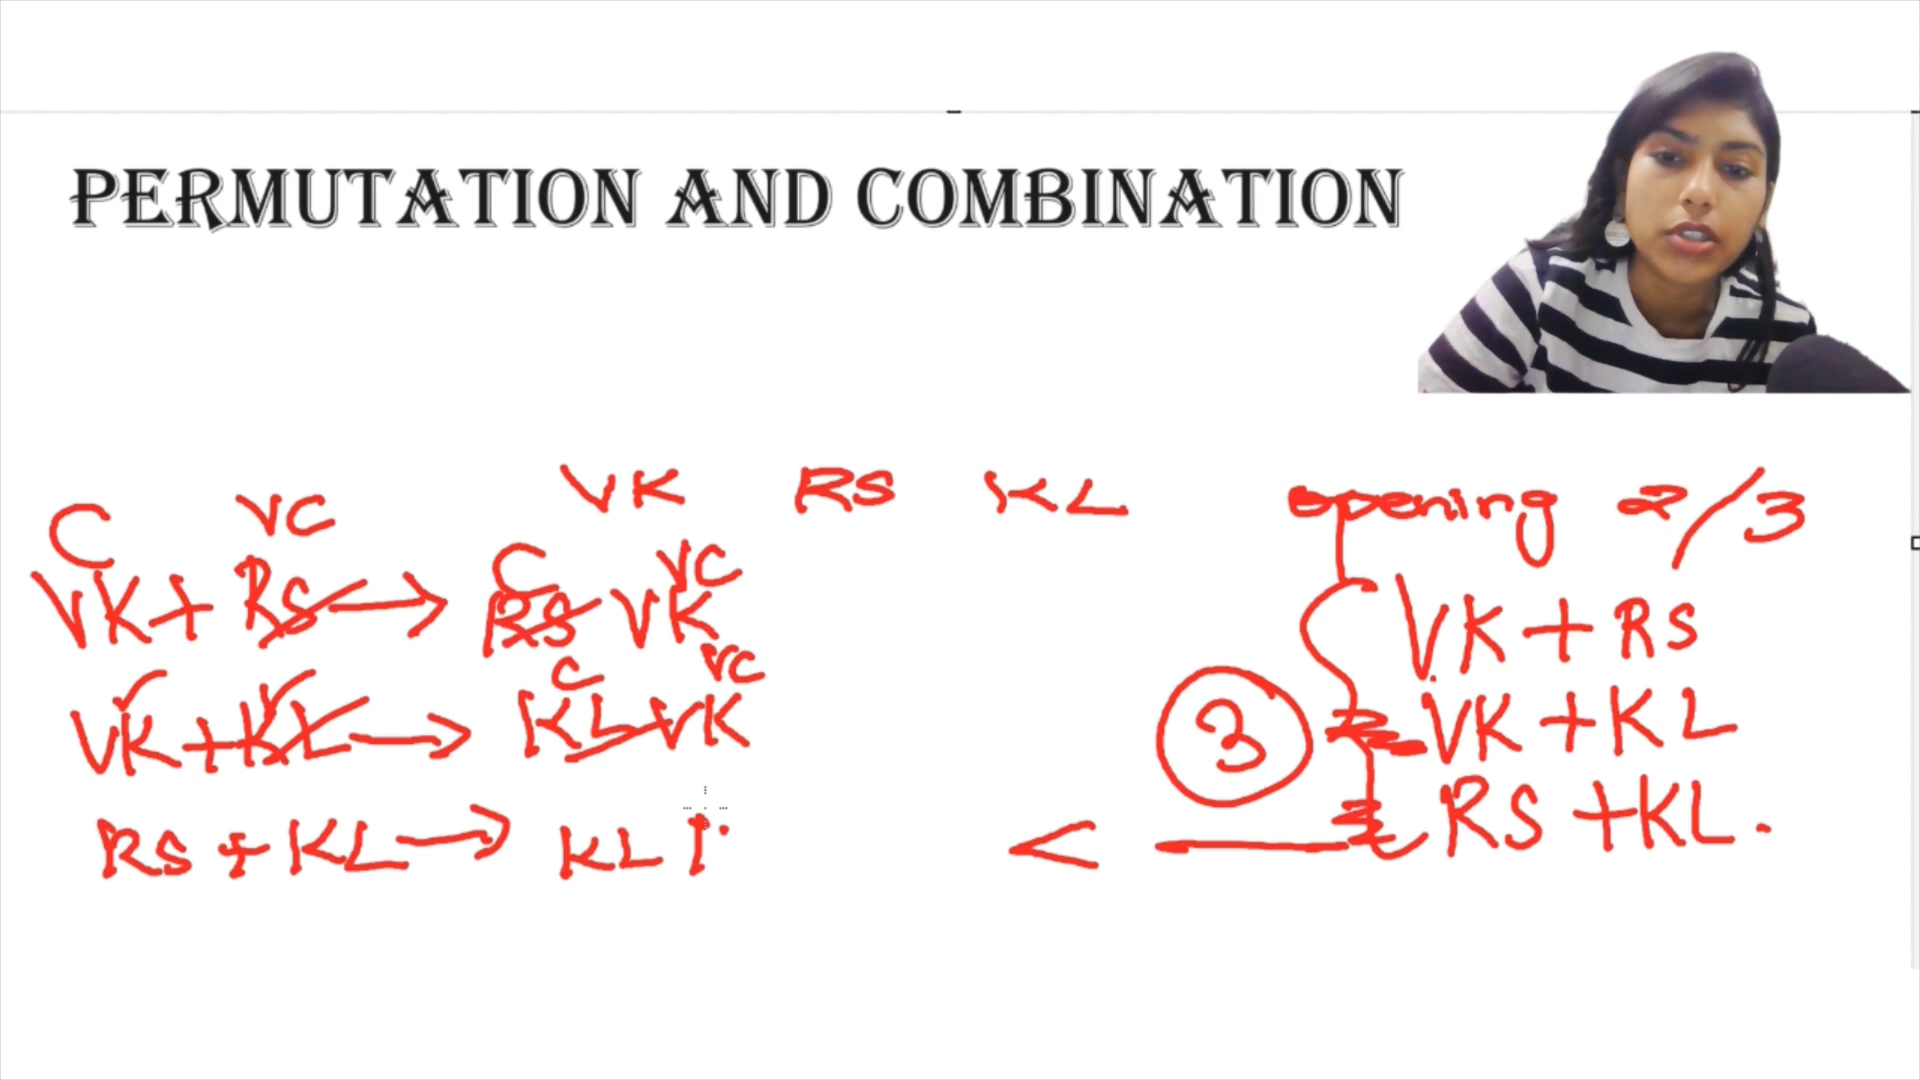 PERMUTATION AND COMBINATION
VK RS KL
opening 2/3
C VC
VK + RS → RS VK
C VC
VK + KL → KL VK
C VC
RS + KL → KL
VK + RS
VK + KL
RS + KL.
3
<